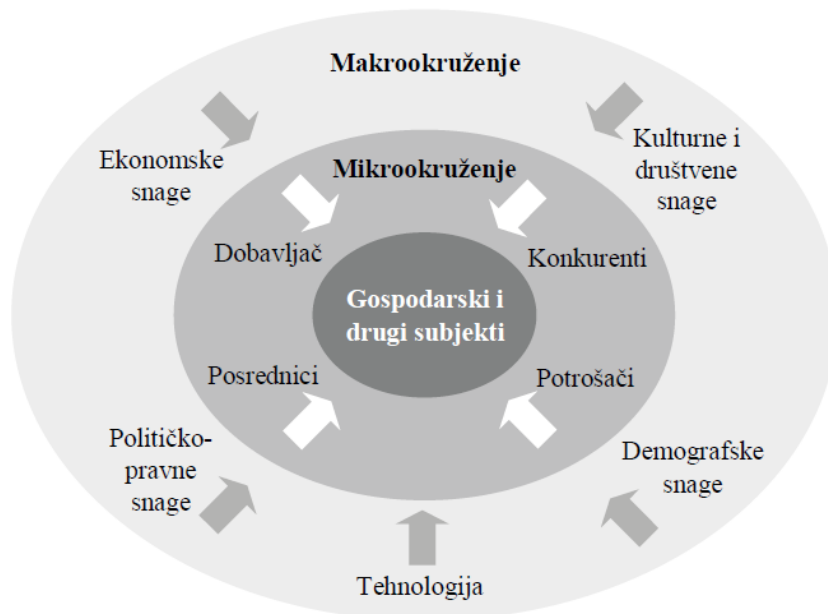 Makrookruženje
Ekonomske
snage
Kulturne i
društvene
snage
Mikrookruženje
Dobavljač
Konkurenti
Gospodarski i
drugi subjekti
Posrednici
Potrošači
Političko-
pravne
snage
Demografske
snage
Tehnologija